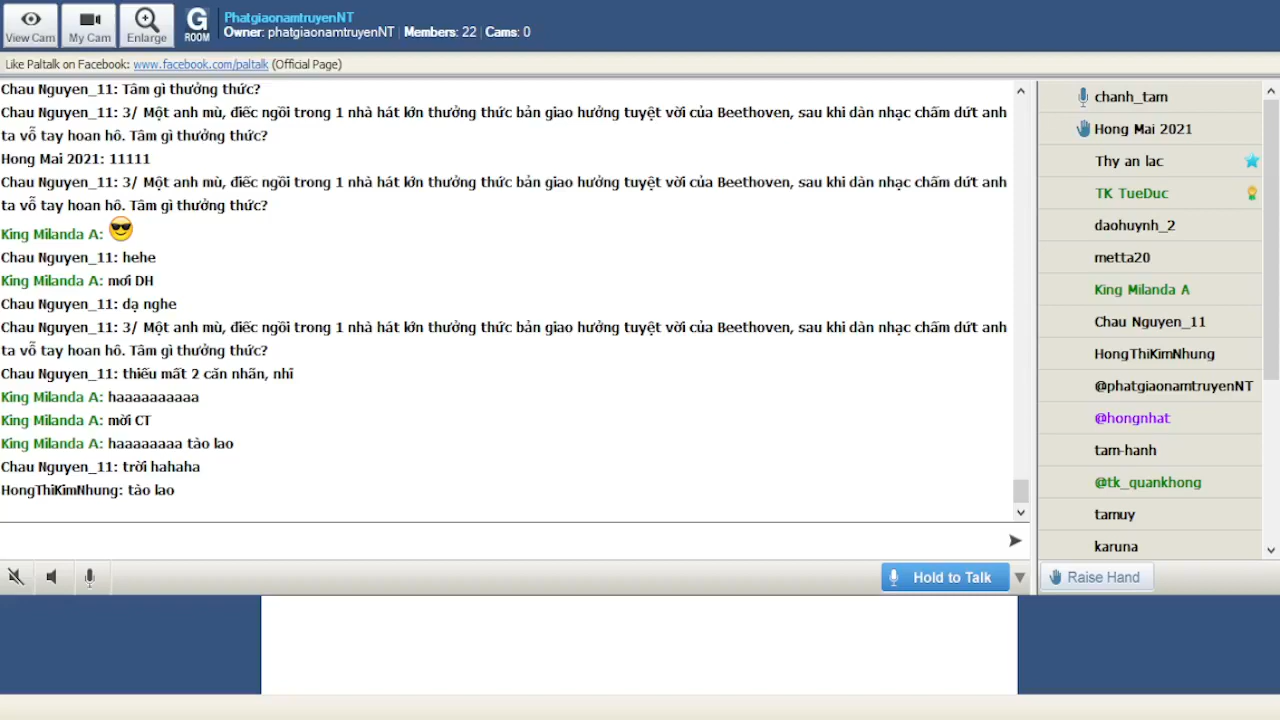 View Cam
My Cam
Enlarge
G
ROOM
PhatgiaonamtruyenNT
Owner: phatgiaonamtruyenNT | Members: 22 | Cams: 0
Like Paltalk on Facebook: www.facebook.com/paltalk (Official Page)
Chau Nguyen_11: Tâm gì thưởng thức?
Chau Nguyen_11: 3/ Một anh mù, điếc ngồi trong 1 nhà hát lớn thưởng thức bản giao hưởng tuyệt vời của Beethoven, sau khi dàn nhạc chấm dứt anh
ta vỗ tay hoan hô. Tâm gì thưởng thức?
Hong Mai 2021: 11111
Chau Nguyen_11: 3/ Một anh mù, điếc ngồi trong 1 nhà hát lớn thưởng thức bản giao hưởng tuyệt vời của Beethoven, sau khi dàn nhạc chấm dứt anh
ta vỗ tay hoan hô. Tâm gì thưởng thức?
King Milanda A:
Chau Nguyen_11: hehe
King Milanda A: mơì DH
Chau Nguyen_11: dạ nghe
Chau Nguyen_11: 3/ Một anh mù, điếc ngồi trong 1 nhà hát lớn thưởng thức bản giao hưởng tuyệt vời của Beethoven, sau khi dàn nhạc chấm dứt anh
ta vỗ tay hoan hô. Tâm gì thưởng thức?
Chau Nguyen_11: thiếu mất 2 căn nhãn, nhĩ
King Milanda A: haaaaaaaaaa
King Milanda A: mời CT
King Milanda A: haaaaaaaa tào lao
Chau Nguyen_11: trời hahaha
HongThiKimNhung: tào lao
Hold to Talk
chanh_tam
Hong Mai 2021
Thy an lac
TK TueDuc
daohuynh_2
metta20
King Milanda A
Chau Nguyen_11
HongThiKimNhung
@phatgiaonamtruyenNT
@hongnhat
tam-hanh
@tk_quankhong
tamuy
karuna
Raise Hand